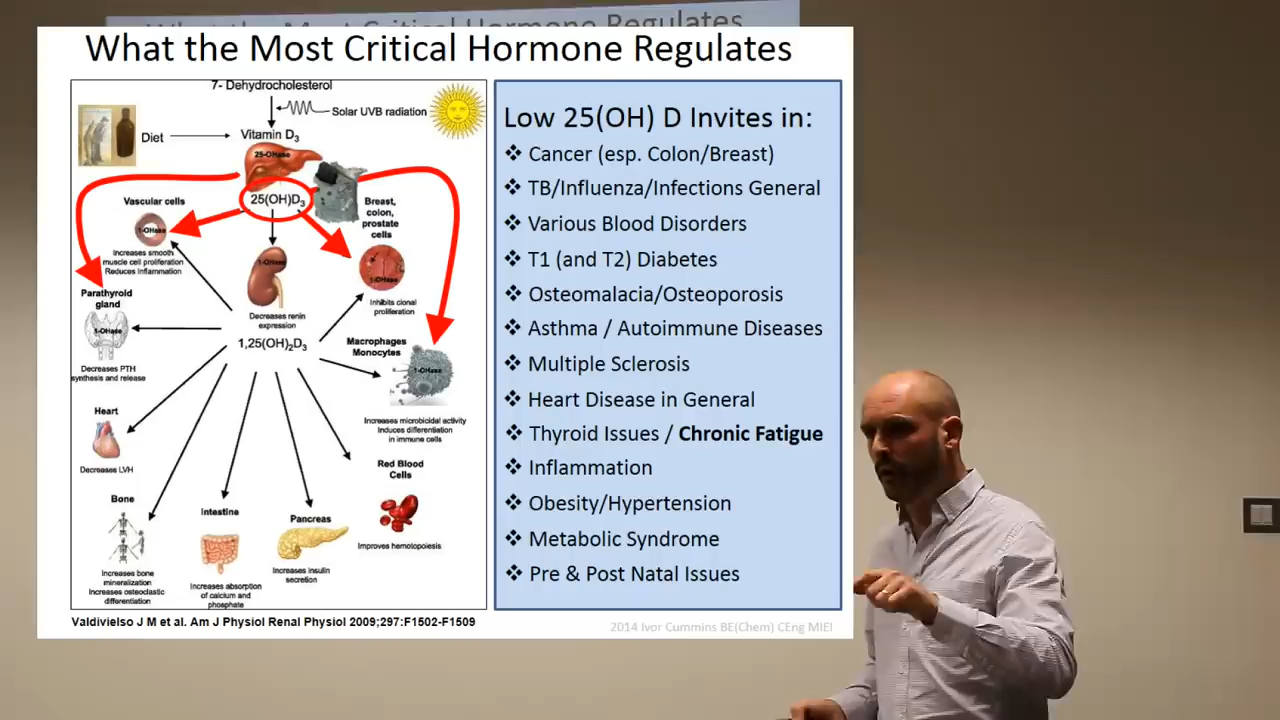 What the Most Critical Hormone Regulates
7- Dehydrocholesterol
Solar UVB radiation
Diet
Vitamin D₃
25-OHase
25(OH)D₃
Vascular cells
1-OHase
Increases smooth
muscle cell proliferation
Reduces Inflammation
Breast,
colon,
prostate
cells
1-OHase
Inhibits clonal
proliferation
1-OHase
Decreases renin
expression
Parathyroid
gland
1-OHase
Decreases PTH
synthesis and release
1,25(OH)₂D₃
Macrophages
Monocytes
1-OHase
Increases microbicidal activity
Induces differentiation
in immune cells
Heart
Decreases LVH
Red Blood
Cells
Improves hematopoiesis
Bone
Increases bone
mineralization
Increases osteoclastic
differentiation
Intestine
Increases absorption
of calcium and
phosphate
Pancreas
Increases insulin
secretion
Valdivielso J M et al. Am J Physiol Renal Physiol 2009;297:F1502-F1509
Low 25(OH) D Invites in:
❖ Cancer (esp. Colon/Breast)
❖ TB/Influenza/Infections General
❖ Various Blood Disorders
❖ T1 (and T2) Diabetes
❖ Osteomalacia/Osteoporosis
❖ Asthma / Autoimmune Diseases
❖ Multiple Sclerosis
❖ Heart Disease in General
❖ Thyroid Issues / Chronic Fatigue
❖ Inflammation
❖ Obesity/Hypertension
❖ Metabolic Syndrome
❖ Pre & Post Natal Issues
2014 Ivor Cummins BE(Chem) CEng MIEI